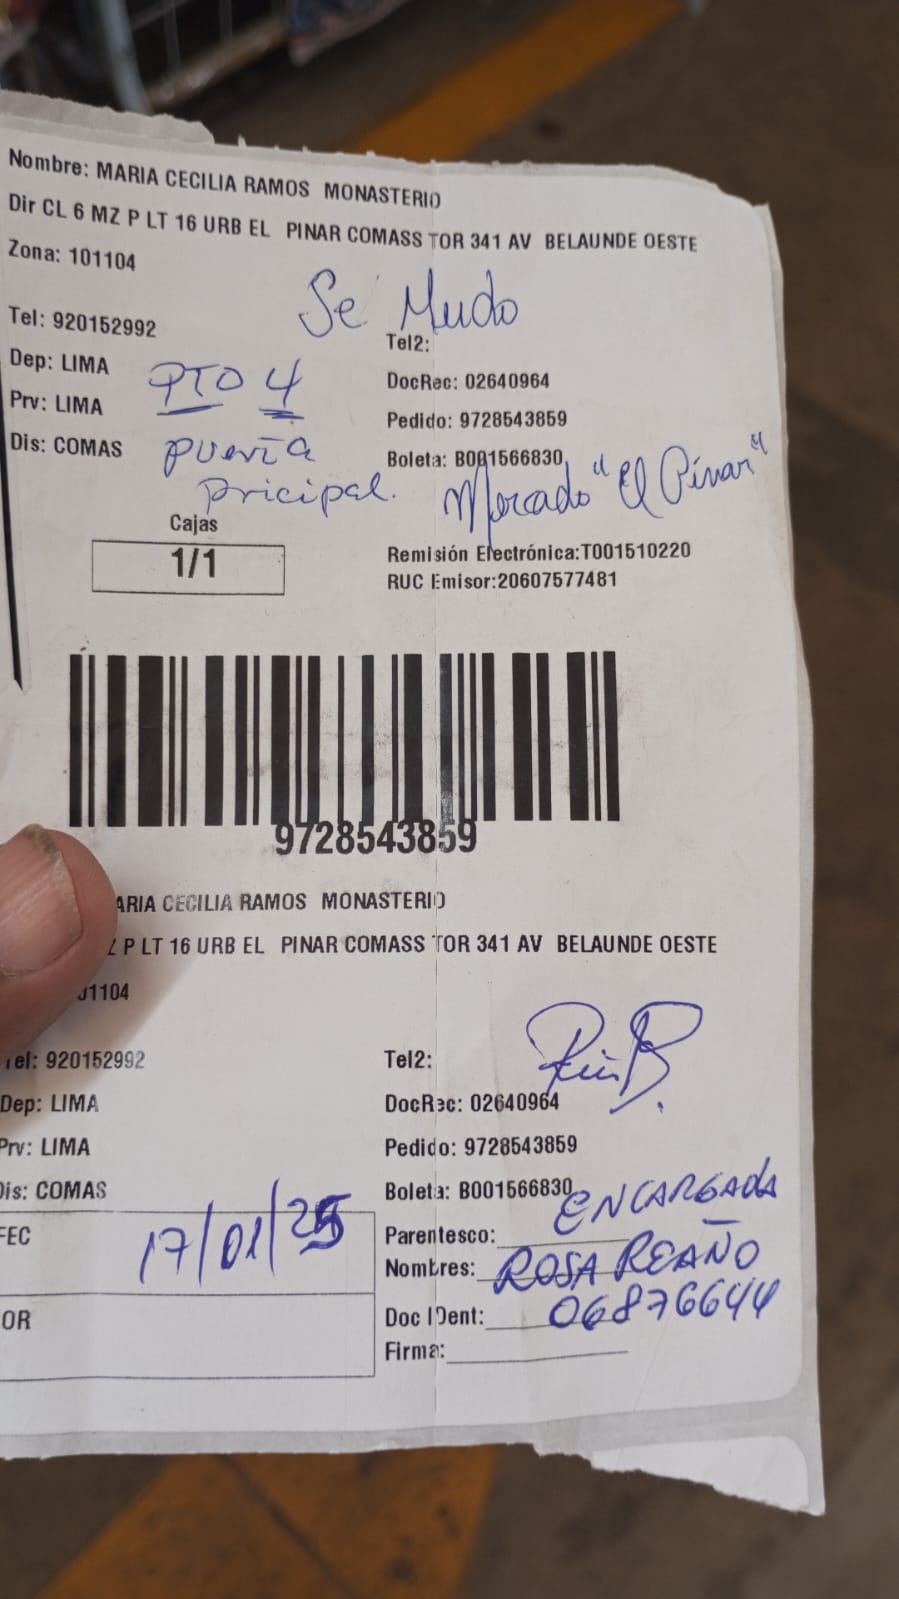 Nombre: MARIA CECILIA RAMOS MONASTERIO
Dir CL 6 MZ P LT 16 URB EL PINAR COMASS TOR 341 AV BELAUNDE OESTE
Zona: 101104
Se Mudo
Tel: 920152992
Tel2:
Dep: LIMA
PTO 4
DocRec: 02640964
Prv: LIMA
Pedido: 9728543859
Dis: COMAS
puerta
pricipal.
Boleta: B001566830
Mercado "El Pinar"
Cajas
1/1
Remisión Electrónica:T001510220
RUC Emisor:20607577481
9728543859
ARIA CECILIA RAMOS MONASTERIO
Z P LT 16 URB EL PINAR COMASS TOR 341 AV BELAUNDE OESTE
01104
Tel: 920152992
Tel2:
Dep: LIMA
DocRec: 02640964
Prv: LIMA
Pedido: 9728543859
Dis: COMAS
Boleta: B001566830
FEC
17/01/25
Parentesco: ENCARGADA
Nombres: ROSA REAÑO
OR
Doc IDent: 06876644
Firma: